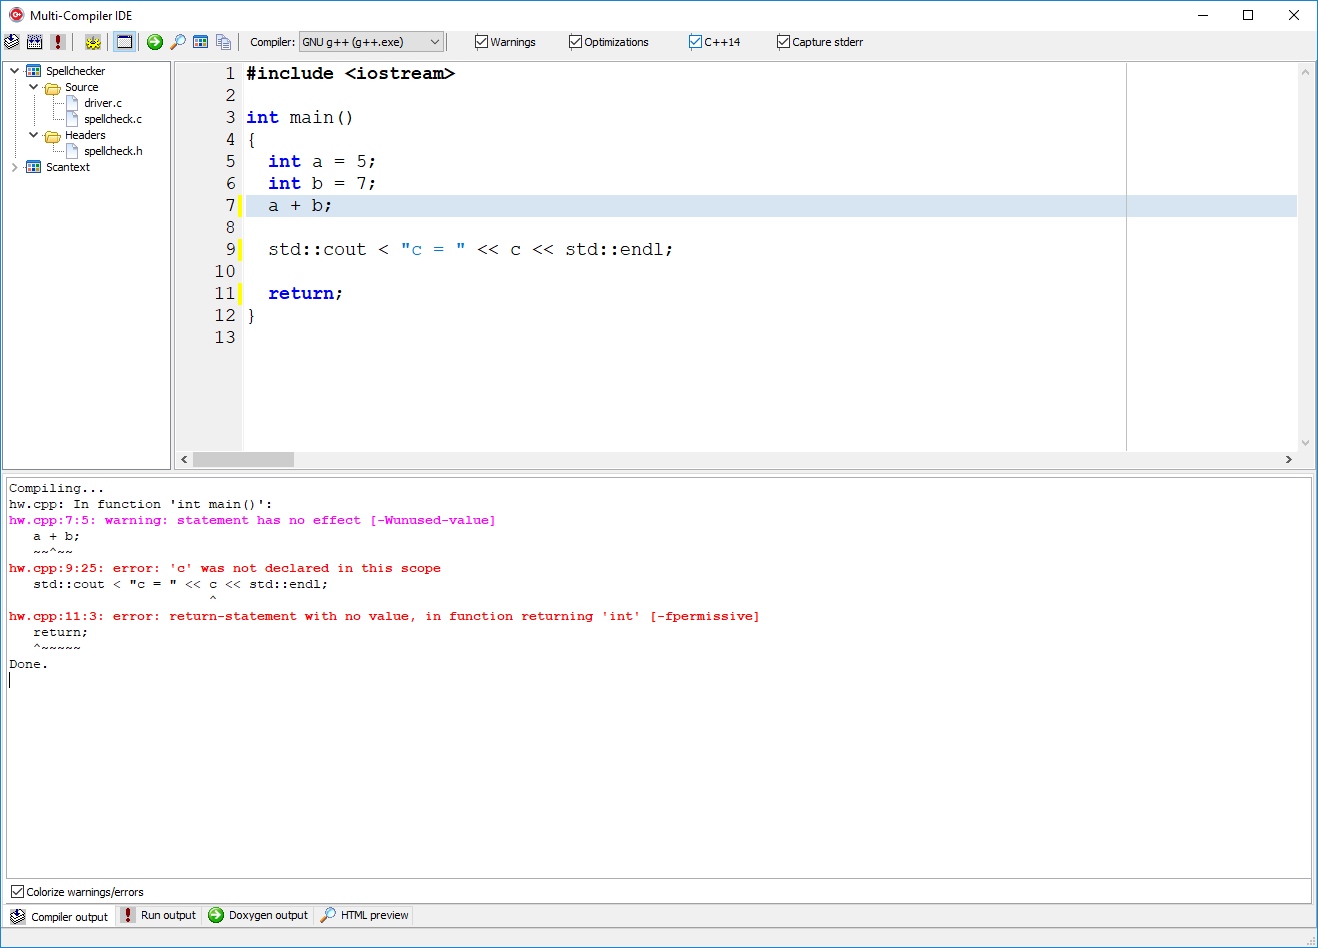 Multi-Compiler IDE
Compiler: GNU g++ (g++.exe) Warnings Optimizations C++14 Capture stderr
Spellchecker
Source
driver.c
spellcheck.c
Headers
spellcheck.h
Scantext
1 #include <iostream>
2
3 int main()
4 {
5   int a = 5;
6   int b = 7;
7   a + b;
8
9   std::cout < "c = " << c << std::endl;
10
11   return;
12 }
13
Compiling...
hw.cpp: In function 'int main()':
hw.cpp:7:5: warning: statement has no effect [-Wunused-value]
   a + b;
   ~~^~~
hw.cpp:9:25: error: 'c' was not declared in this scope
   std::cout < "c = " << c << std::endl;
                         ^
hw.cpp:11:3: error: return-statement with no value, in function returning 'int' [-fpermissive]
   return;
   ^~~~~~
Done.
Colorize warnings/errors
Compiler output Run output Doxygen output HTML preview